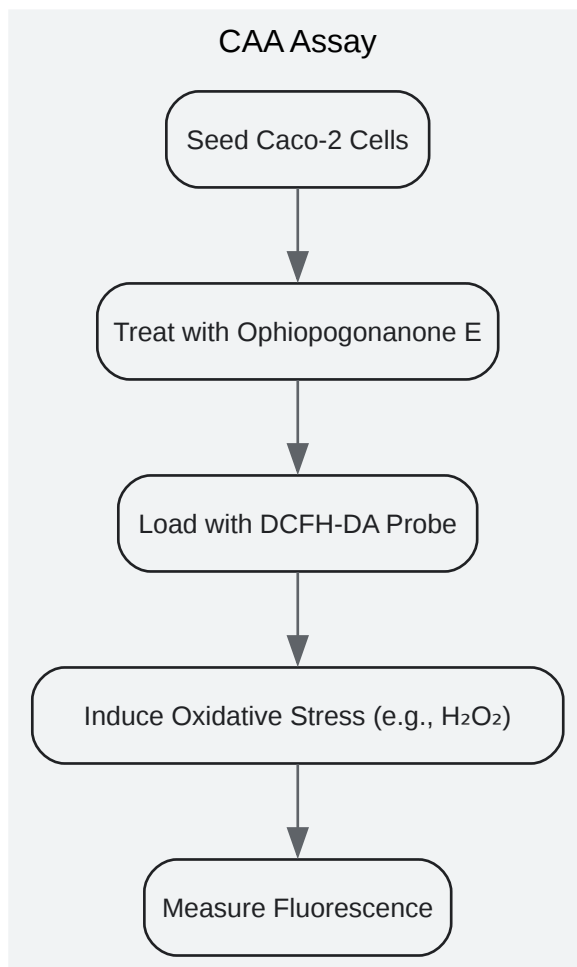 CAA Assay
Seed Caco-2 Cells
Treat with Ophiopogonanone E
Load with DCFH-DA Probe
Induce Oxidative Stress (e.g., H₂O₂)
Measure Fluorescence